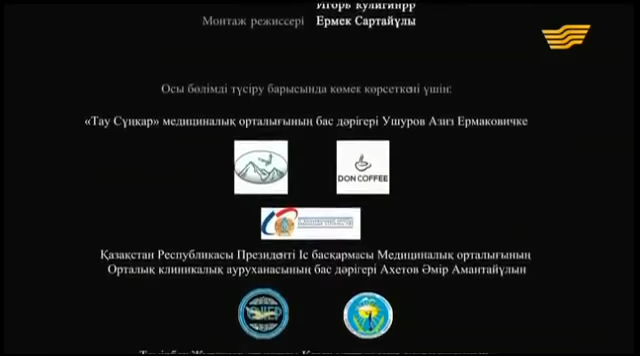 Монтаж режиссері Ермек Сартайұлы
Осы бөлімді түсіру барысында көмек көрсеткені үшін:
«Тау Сұңқар» медициналық орталығының бас дәрігері Ушуров Азиз Ермаковичке
DON COFFEE
Қазақстан Республикасы Президенті Іс басқармасы Медициналық орталығының
Орталық клиникалық ауруханасының бас дәрігері Ахетов Әмір Амантайұлын